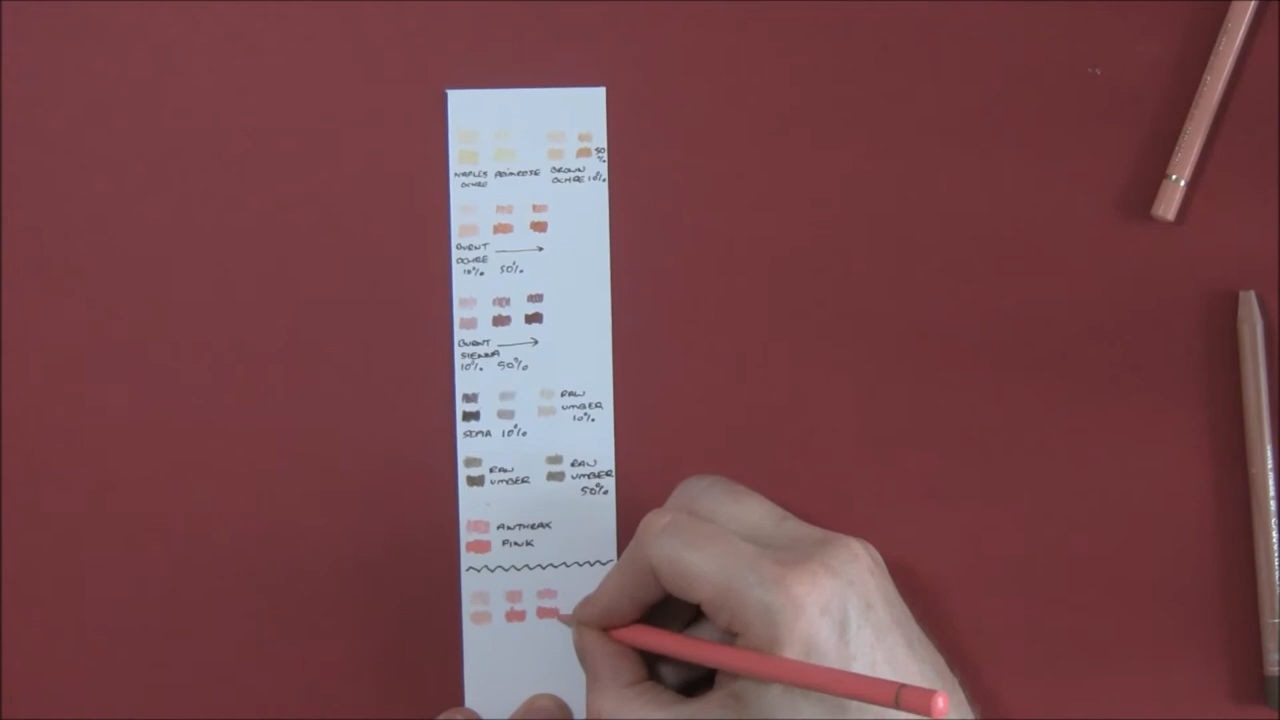 NAPLES OCHRE
PRIMROSE
BROWN OCHRE 10%
50 %
BURNT OCHRE 10%
50%
BURNT SIENNA 10%
50%
SEPIA 10%
RAW UMBER 10%
RAW UMBER
RAW UMBER 50%
ANTHRAX
PINK